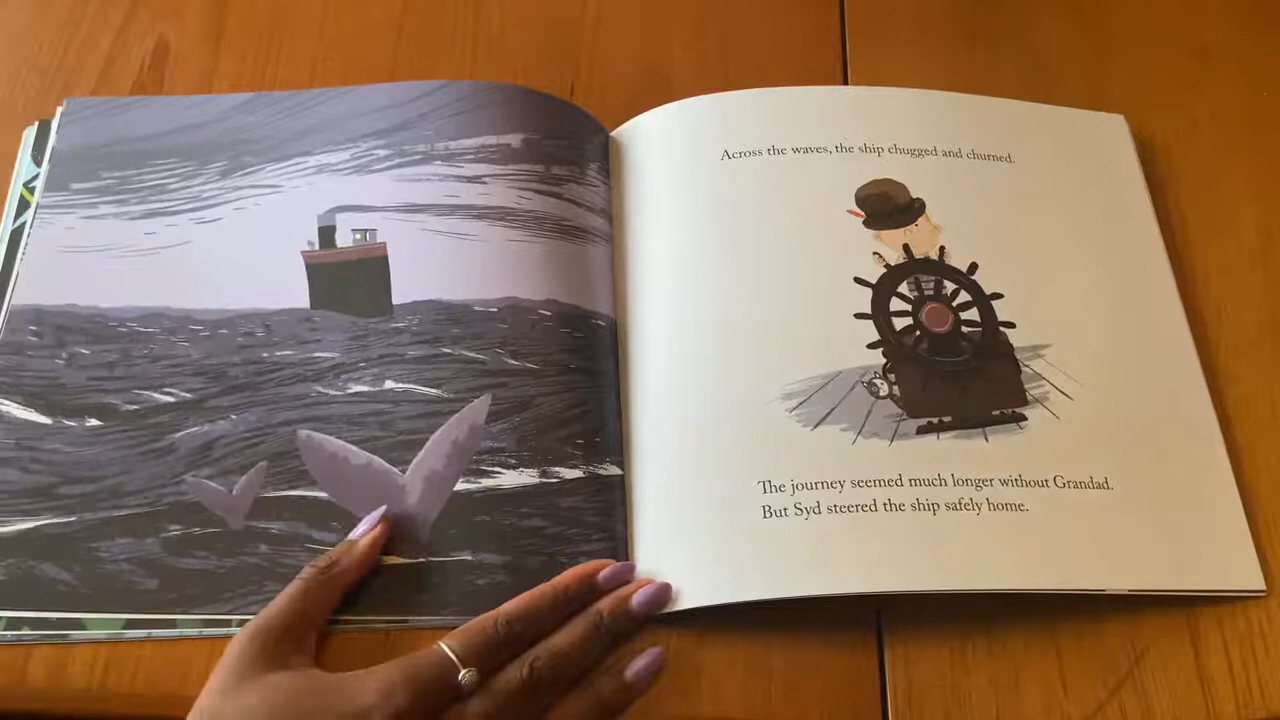 Across the waves, the ship chugged and churned.
The journey seemed much longer without Grandad.
But Syd steered the ship safely home.